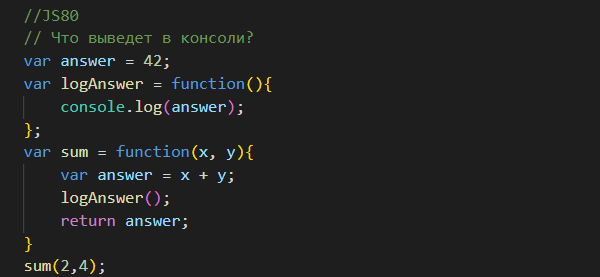 //JS80
// Что выведет в консоли?
var answer = 42;
var logAnswer = function(){
    console.log(answer);
};
var sum = function(x, y){
    var answer = x + y;
    logAnswer();
    return answer;
}
sum(2,4);